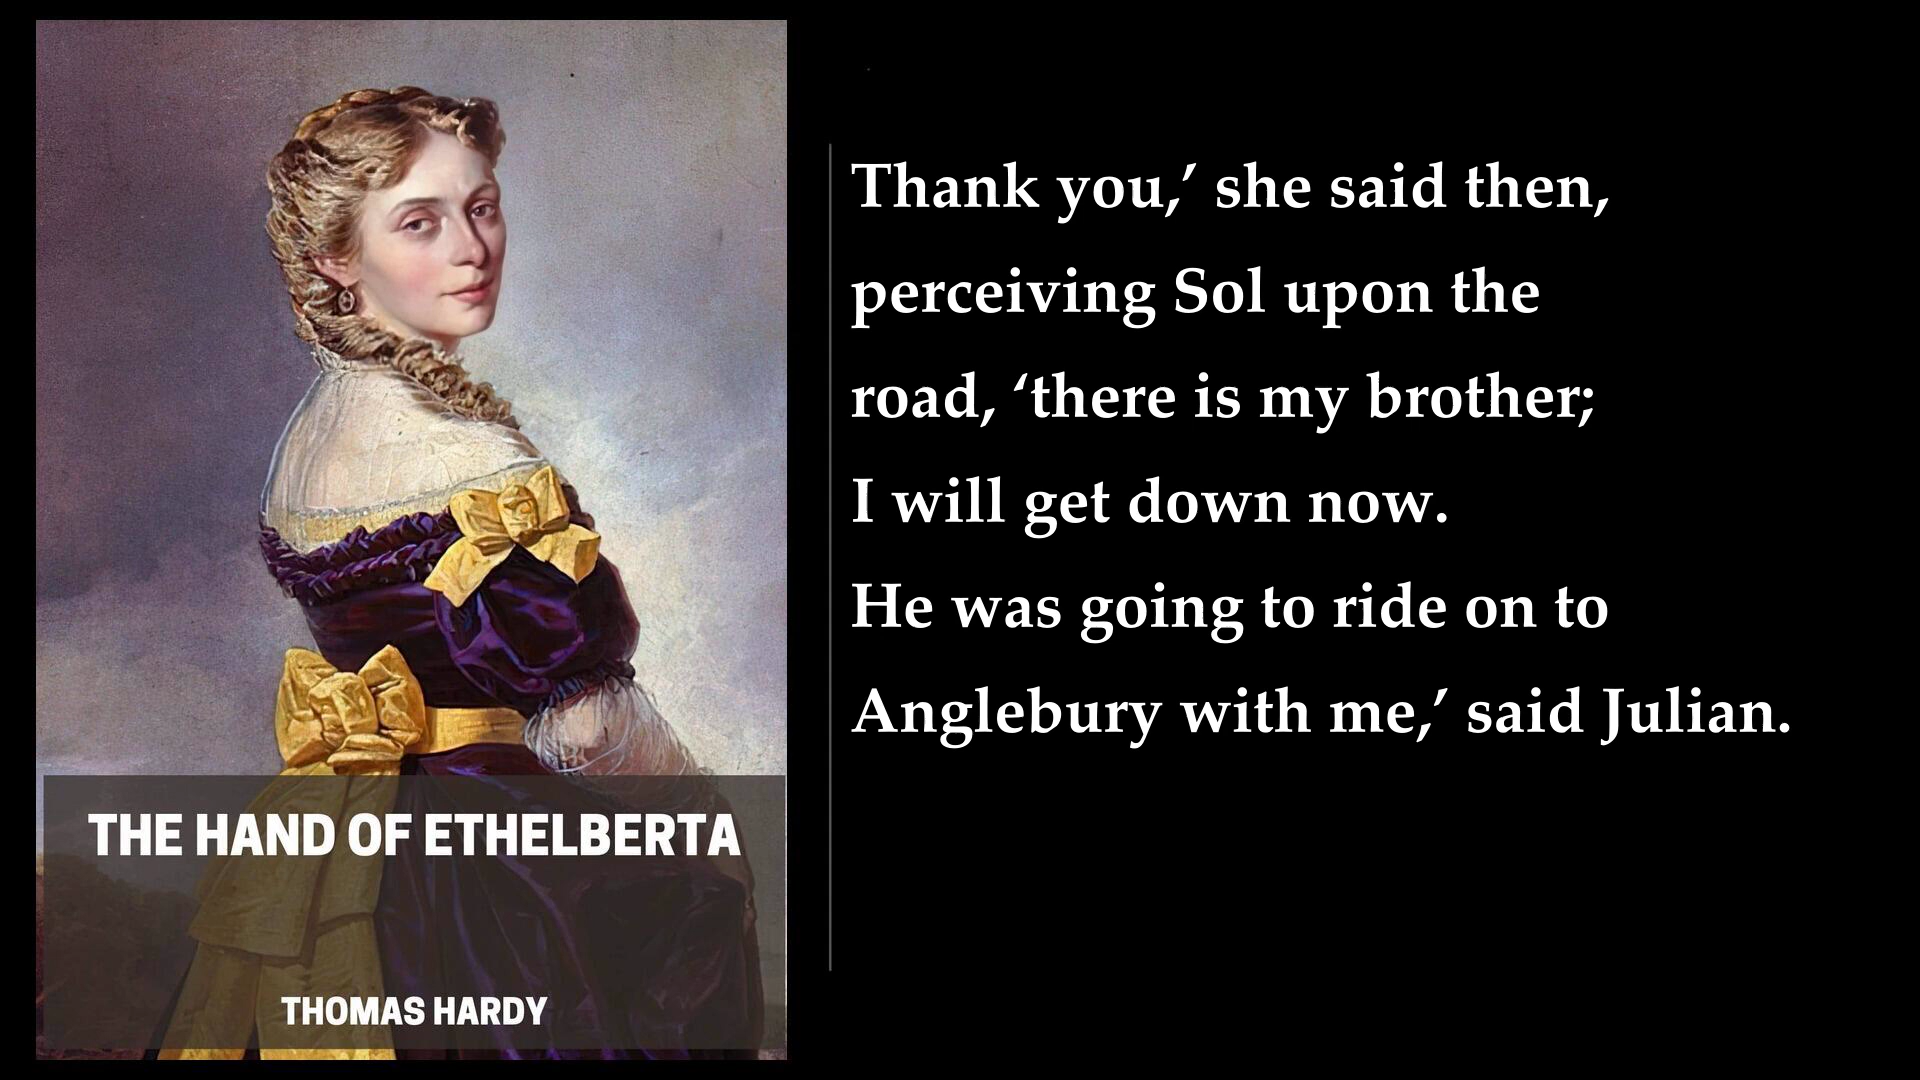 THE HAND OF ETHELBERTA
THOMAS HARDY
Thank you,’ she said then,
perceiving Sol upon the
road, ‘there is my brother;
I will get down now.
He was going to ride on to
Anglebury with me,’ said Julian.